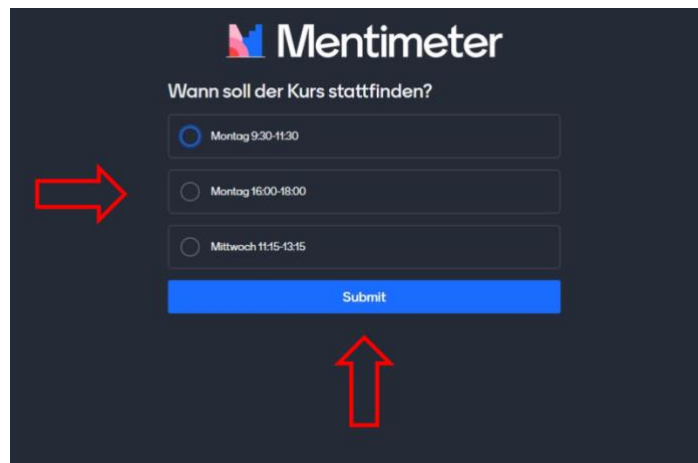 Mentimeter
Wann soll der Kurs stattfinden?
Montag 9:30-11:30
Montag 16:00-18:00
Mittwoch 11:15-13:15
Submit